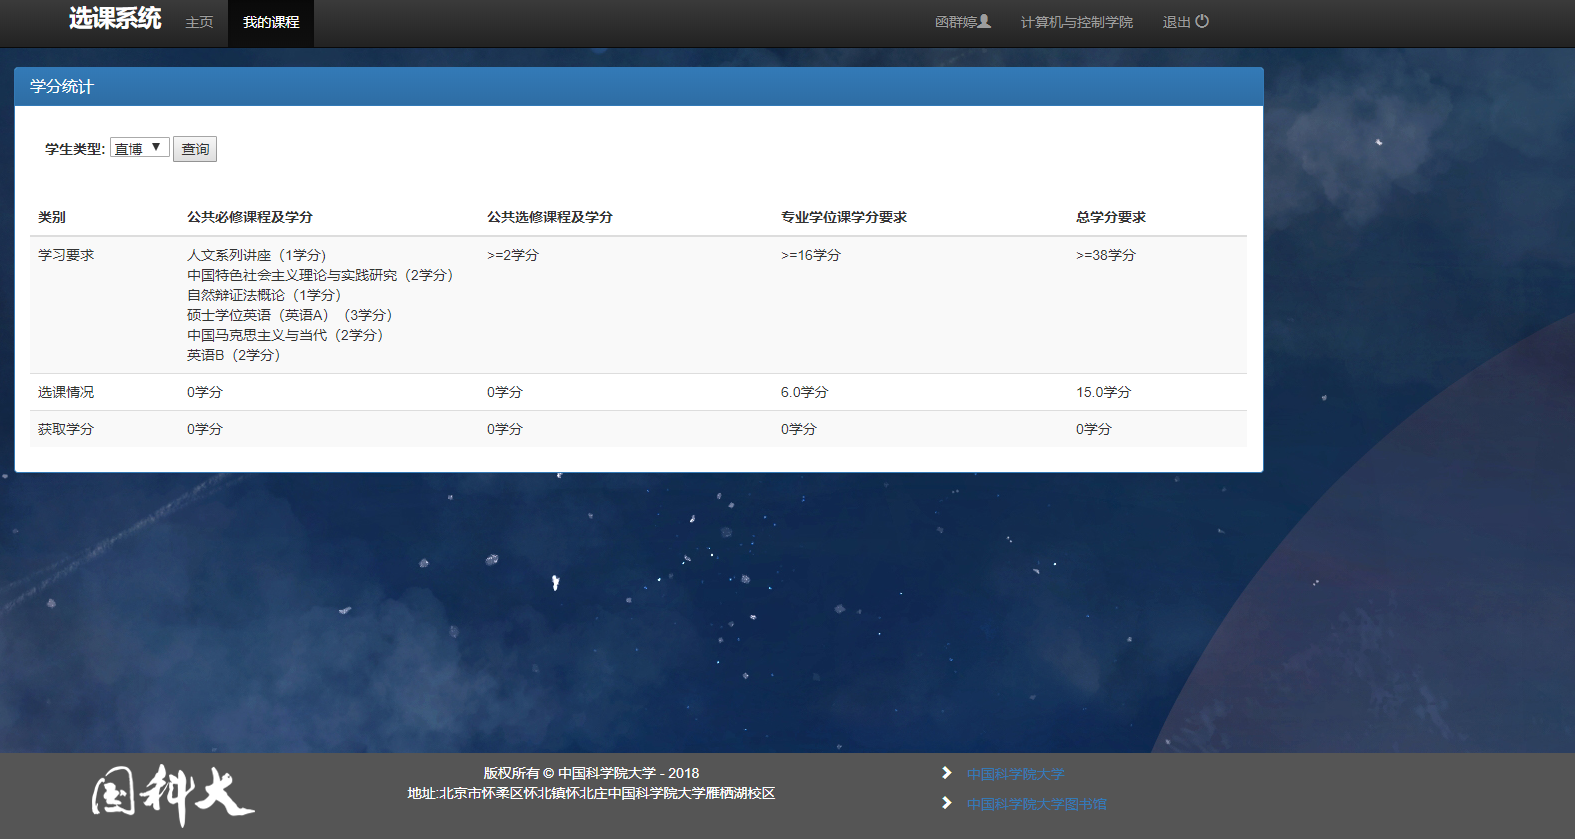 选课系统 主页 我的课程 函群婷 计算机与控制学院 退出
学分统计
学生类型: 直博 查询
类别 公共必修课程及学分 公共选修课程及学分 专业学位课学分要求 总学分要求
学习要求 人文系列讲座（1学分) >=2学分 >=16学分 >=38学分
中国特色社会主义理论与实践研究（2学分）
自然辩证法概论（1学分）
硕士学位英语（英语A）（3学分）
中国马克思主义与当代（2学分）
英语B（2学分）
选课情况 0学分 0学分 6.0学分 15.0学分
获取学分 0学分 0学分 0学分 0学分
国科大
版权所有 © 中国科学院大学 - 2018
地址:北京市怀柔区怀北镇怀北庄中国科学院大学雁栖湖校区
中国科学院大学
中国科学院大学图书馆